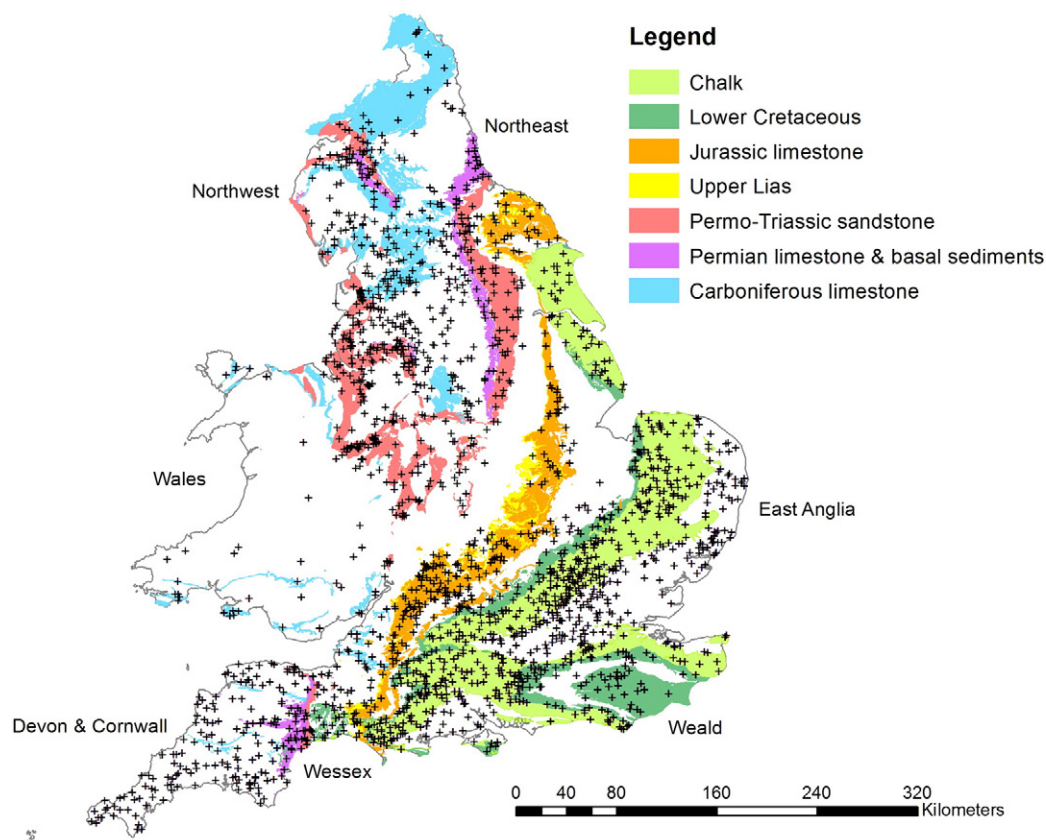 Legend
Chalk
Lower Cretaceous
Jurassic limestone
Upper Lias
Permo-Triassic sandstone
Permian limestone & basal sediments
Carboniferous limestone
Northeast
Northwest
Wales
East Anglia
Devon & Cornwall
Wessex
Weald
0 40 80 160 240 320
Kilometers